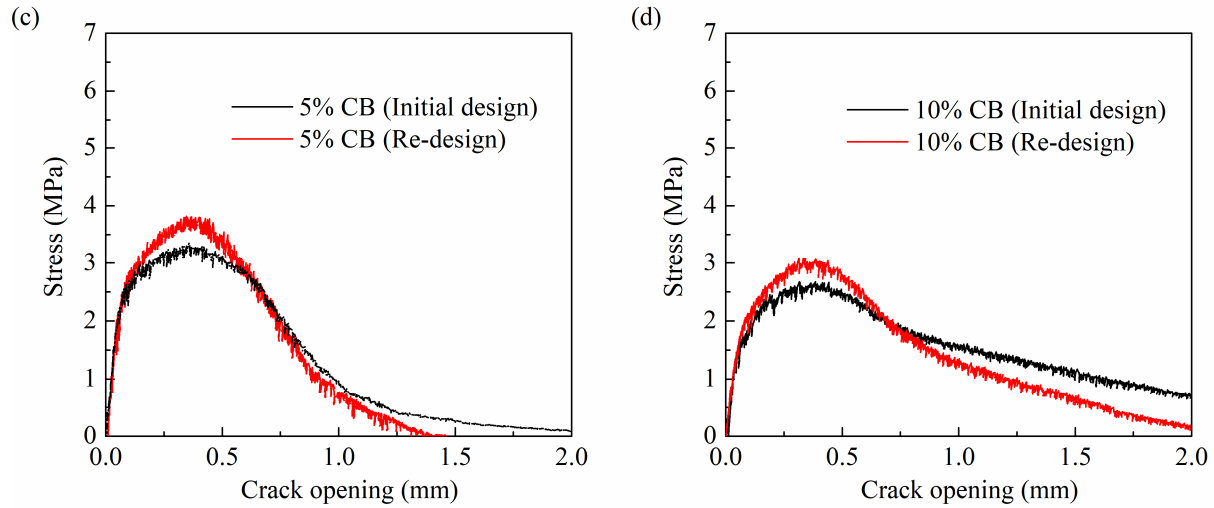 (c)
7
6
5
4
3
2
1
0
Stress (MPa)
5% CB (Initial design)
5% CB (Re-design)
0.0 0.5 1.0 1.5 2.0
Crack opening (mm)
(d)
7
6
5
4
3
2
1
0
Stress (MPa)
10% CB (Initial design)
10% CB (Re-design)
0.0 0.5 1.0 1.5 2.0
Crack opening (mm)